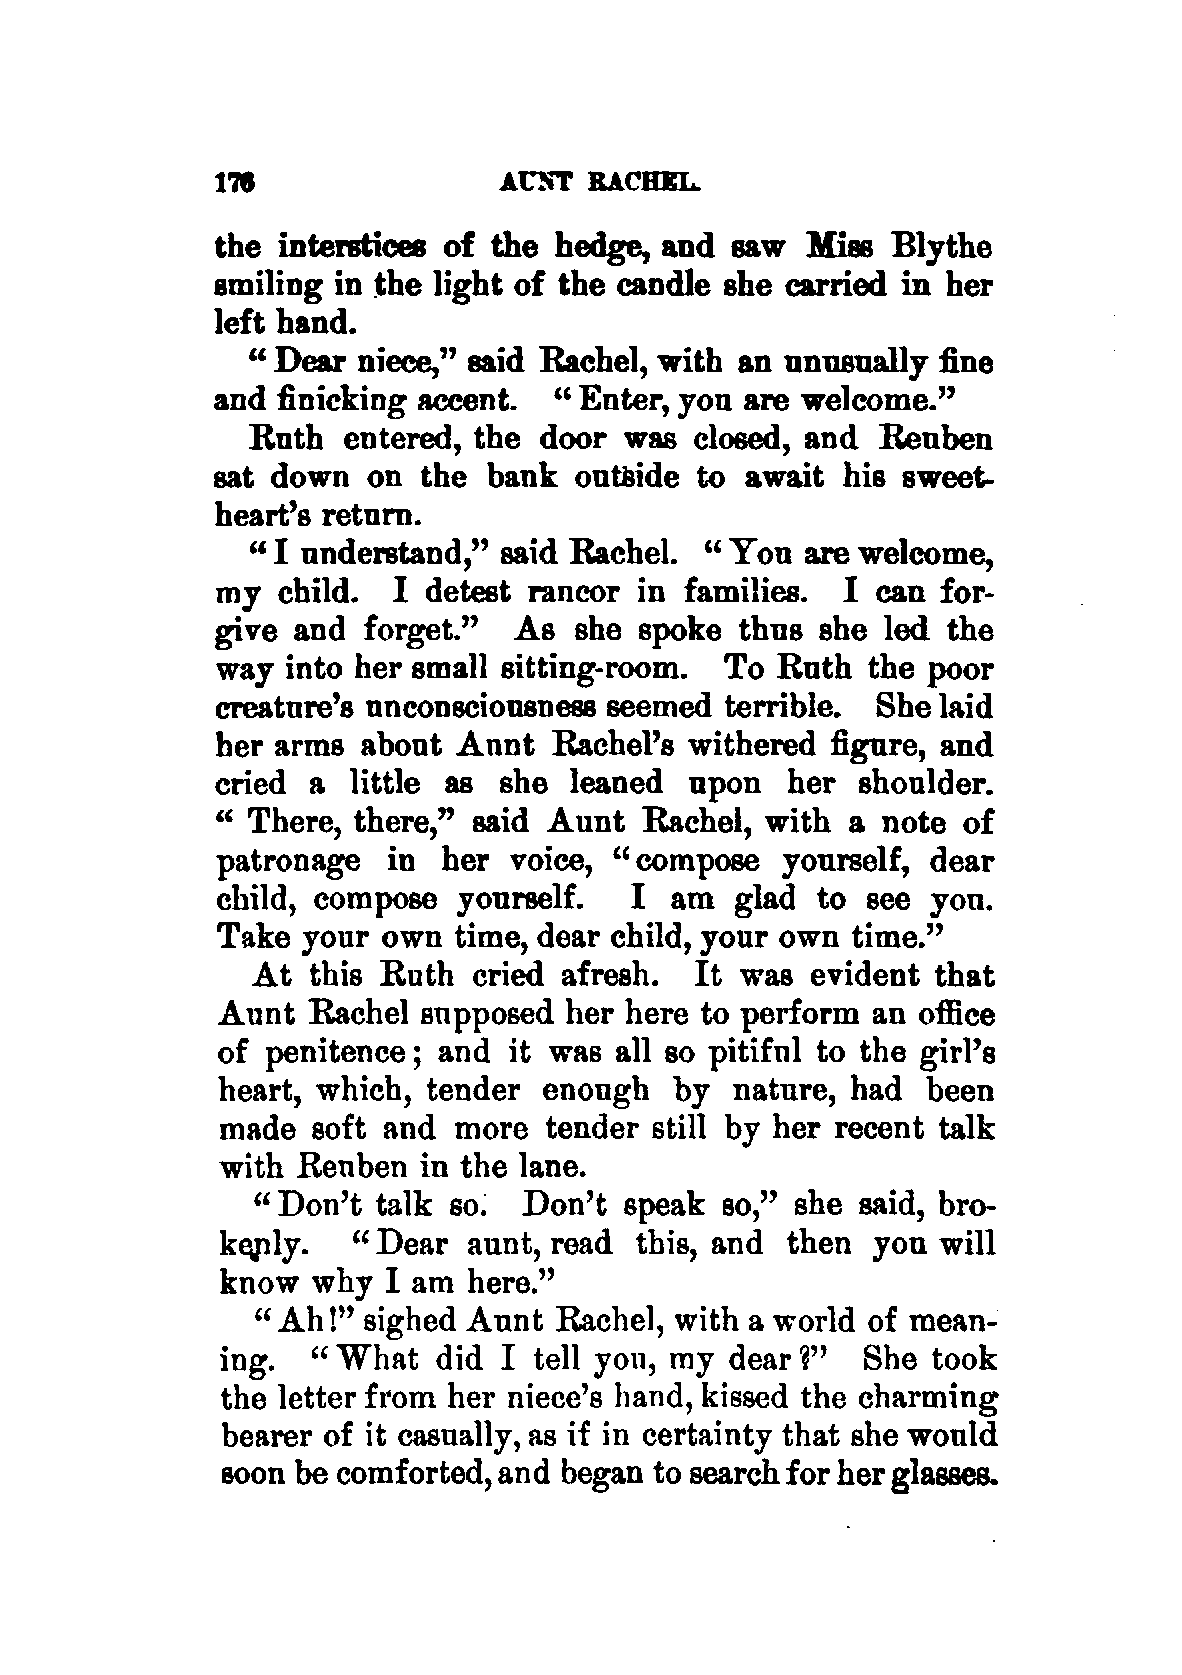 176 AUNT RACHEL.
the interstices of the hedge, and saw Miss Blythe
smiling in the light of the candle she carried in her
left hand.
“Dear niece,” said Rachel, with an unusually fine
and finicking accent. “Enter, you are welcome.”
Ruth entered, the door was closed, and Reuben
sat down on the bank outside to await his sweet-
heart’s return.
“I understand,” said Rachel. “You are welcome,
my child. I detest rancor in families. I can for-
give and forget.” As she spoke thus she led the
way into her small sitting-room. To Ruth the poor
creature’s unconsciousness seemed terrible. She laid
her arms about Aunt Rachel’s withered figure, and
cried a little as she leaned upon her shoulder.
“There, there,” said Aunt Rachel, with a note of
patronage in her voice, “compose yourself, dear
child, compose yourself. I am glad to see you.
Take your own time, dear child, your own time.”
At this Ruth cried afresh. It was evident that
Aunt Rachel supposed her here to perform an office
of penitence; and it was all so pitiful to the girl’s
heart, which, tender enough by nature, had been
made soft and more tender still by her recent talk
with Reuben in the lane.
“Don’t talk so. Don’t speak so,” she said, bro-
kenly. “Dear aunt, read this, and then you will
know why I am here.”
“Ah!” sighed Aunt Rachel, with a world of mean-
ing. “What did I tell you, my dear?” She took
the letter from her niece’s hand, kissed the charming
bearer of it casually, as if in certainty that she would
soon be comforted, and began to search for her glasses.